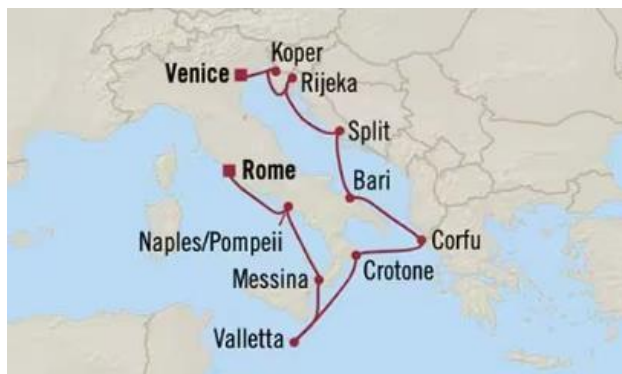 Koper
Venice
Rijeka
Split
Rome
Bari
Naples/Pompeii
Corfu
Crotone
Messina
Valletta